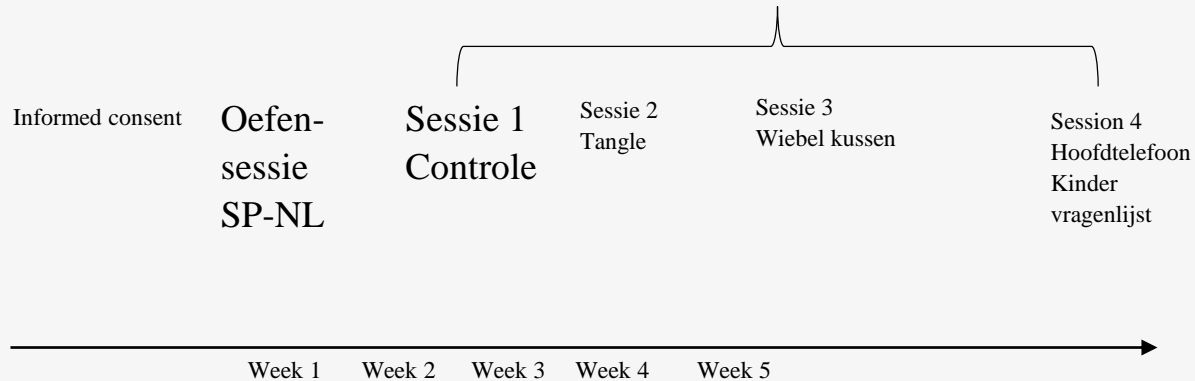 Informed consent
Oefen-
sessie
SP-NL
Sessie 1
Controle
Sessie 2
Tangle
Sessie 3
Wiebel kussen
Session 4
Hoofdtelefoon
Kinder
vragenlijst
Week 1
Week 2
Week 3
Week 4
Week 5